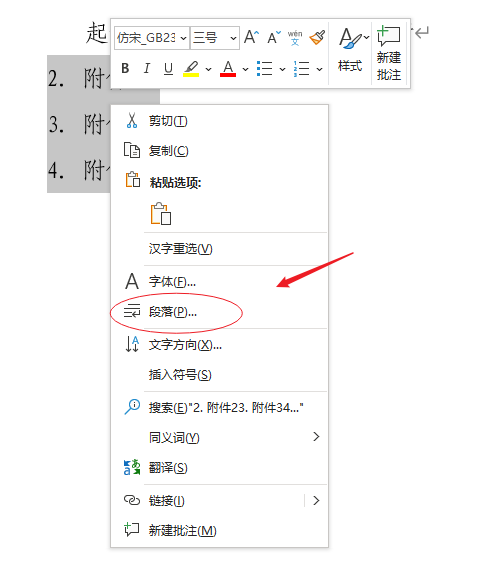 起
仿宋_GB23 三号 A A wén 文
样式 新建批注
B I U A
2. 附
3. 附
4. 附
剪切(T)
复制(C)
粘贴选项:
汉字重选(V)
A 字体(F)...
段落(P)...
文字方向(X)...
插入符号(S)
搜索(E)"2. 附件23. 附件34..."
同义词(Y)
翻译(S)
链接(I)
新建批注(M)